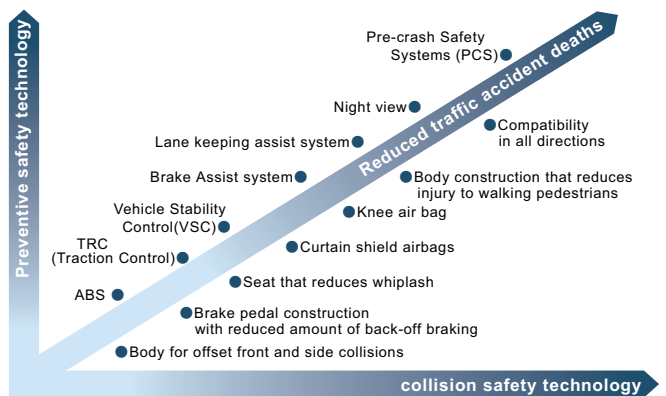 Preventive safety technology
Pre-crash Safety
Systems (PCS)
Night view
Lane keeping assist system
Brake Assist system
Vehicle Stability
Control(VSC)
TRC
(Traction Control)
ABS
Reduced traffic accident deaths
Compatibility
in all directions
Body construction that reduces
injury to walking pedestrians
Knee air bag
Curtain shield airbags
Seat that reduces whiplash
Brake pedal construction
with reduced amount of back-off braking
Body for offset front and side collisions
collision safety technology